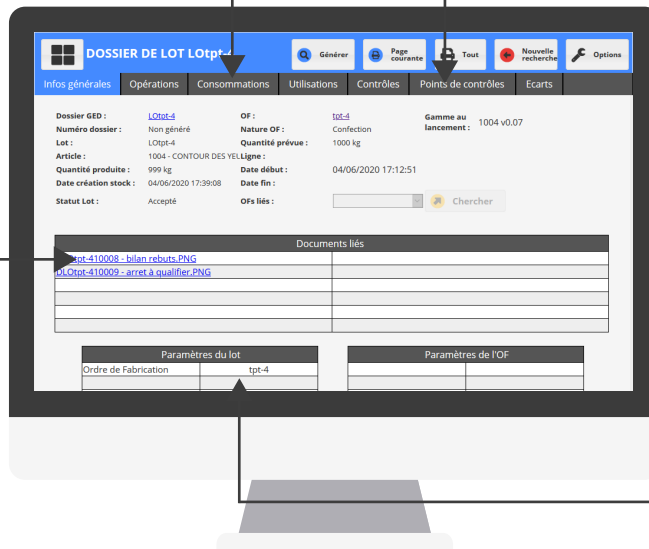 DOSSIER DE LOT LOtpt-4
Générer
Page courante
Tout
Nouvelle recherche
Options
Infos générales
Opérations
Consommations
Utilisations
Contrôles
Points de contrôles
Ecarts
Dossier GED : LOtpt-4 OF : tpt-4 Gamme au lancement : 1004 v0.07
Numéro dossier : Non généré Nature OF : Confection
Lot : LOtpt-4 Quantité prévue : 1000 kg
Article : 1004 - CONTOUR DES YEL Ligne :
Quantité produite : 999 kg Date début : 04/06/2020 17:12:51
Date création stock : 04/06/2020 17:39:08 Date fin :
Statut Lot : Accepté OFs liés : Chercher
Documents liés
tpt-410008 - bilan rebuts.PNG
DLOtpt-410009 - arret à qualifier.PNG
Paramètres du lot
Paramètres de l'OF
Ordre de Fabrication tpt-4